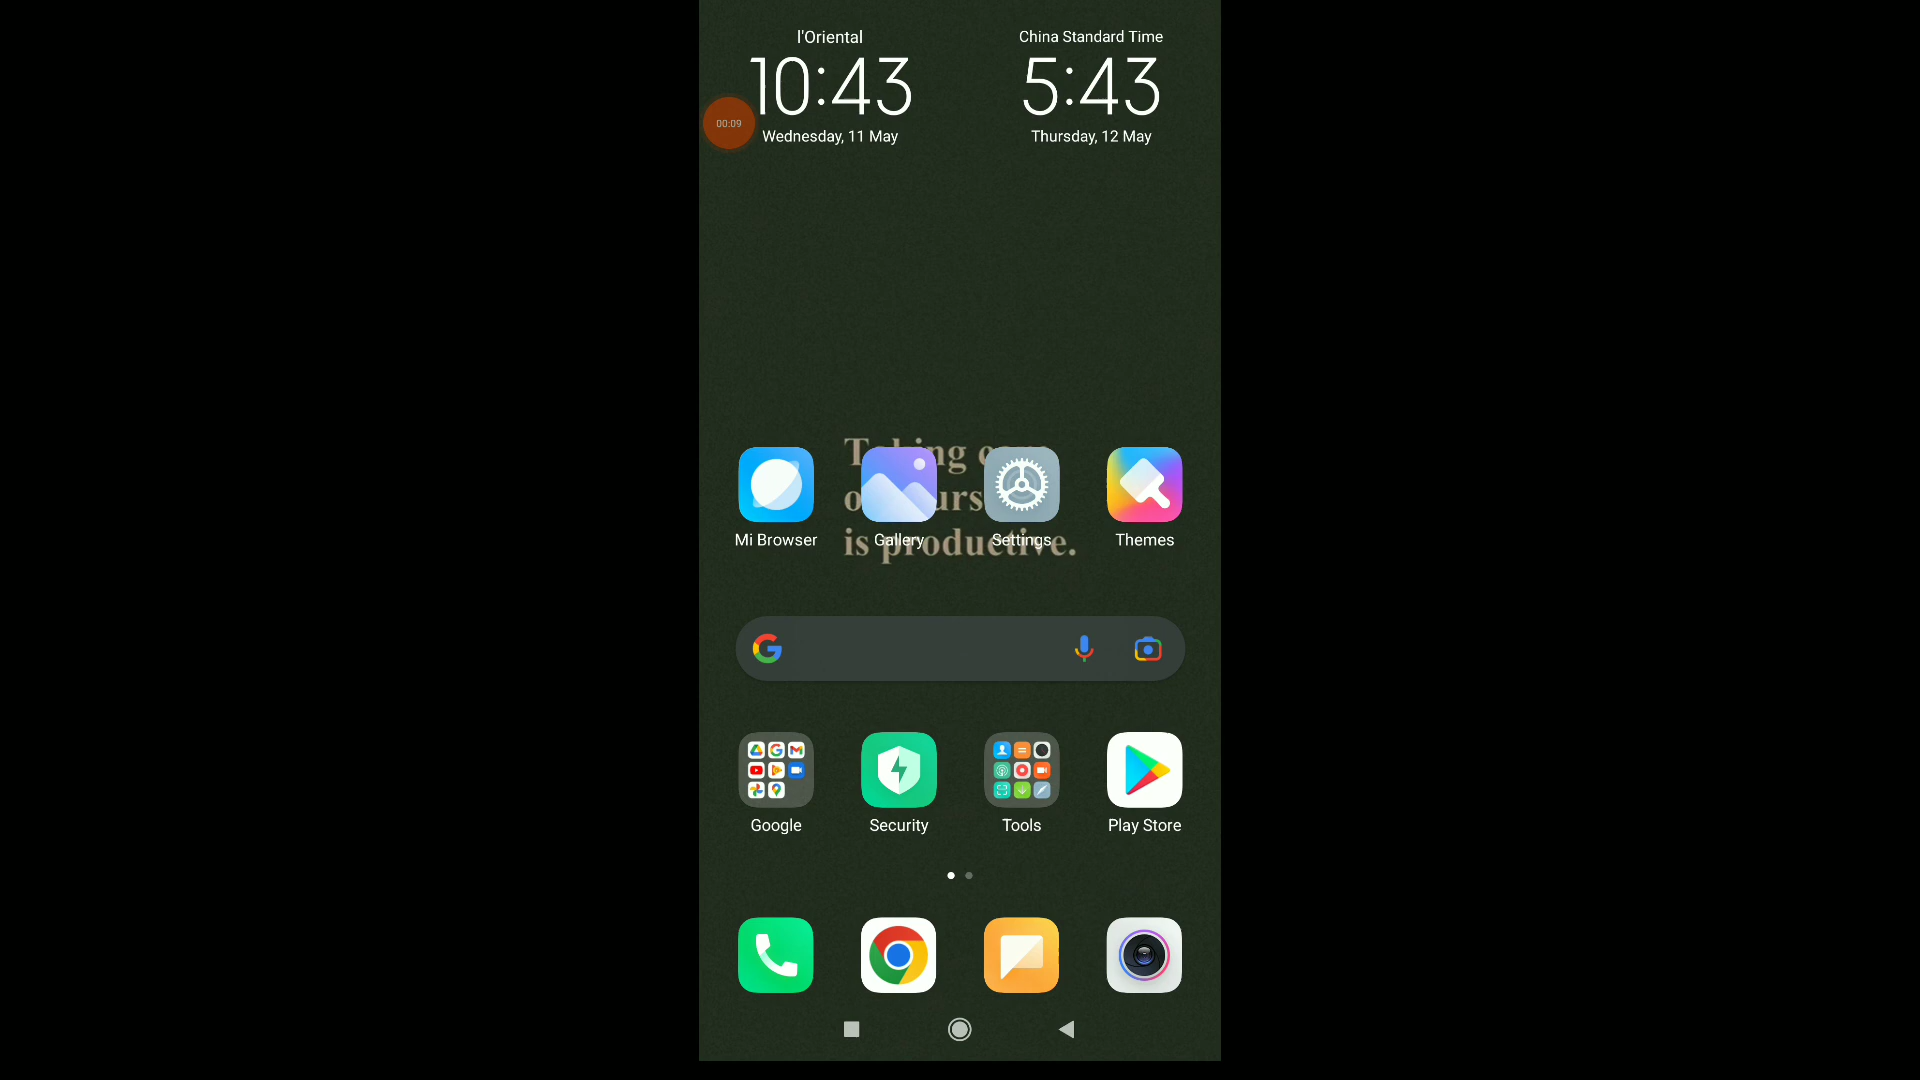 l'Oriental
China Standard Time
10:43
5:43
00:09
Wednesday, 11 May
Thursday, 12 May
is productive.
Mi Browser
Gallery
Settings
Themes
Google
Security
Tools
Play Store